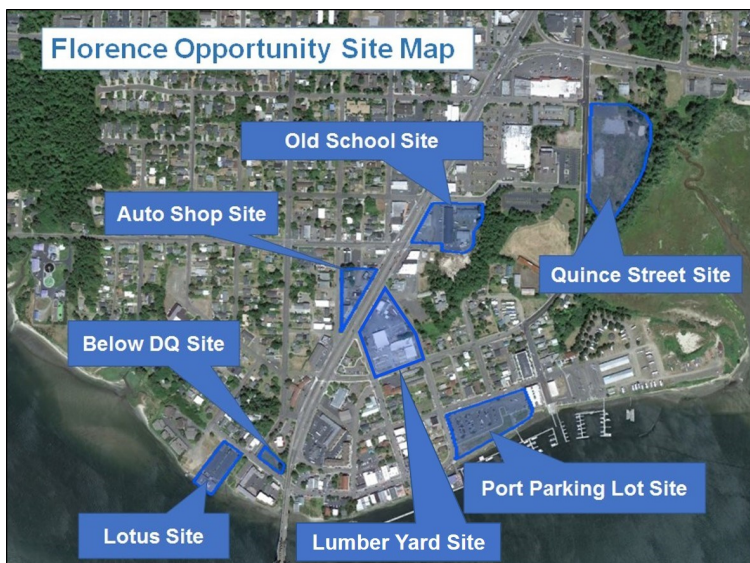 Florence Opportunity Site Map
Old School Site
Auto Shop Site
Quince Street Site
Below DQ Site
Port Parking Lot Site
Lotus Site
Lumber Yard Site